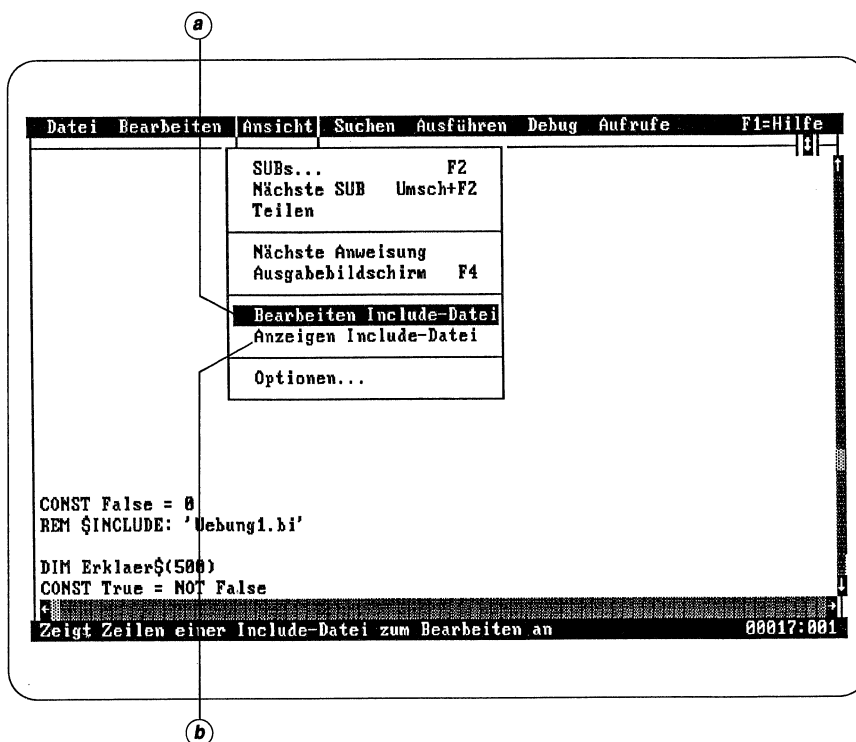 a
Datei Bearbeiten Ansicht Suchen Ausführen Debug Aufrufe F1=Hilfe
SUBs... F2
Nächste SUB Umsch+F2
Teilen
Nächste Anweisung
Ausgabebildschirm F4
Bearbeiten Include-Datei
Anzeigen Include-Datei
Optionen...
CONST False = 0
REM $INCLUDE: 'Uebung1.bi'
DIM Erklaer$(500)
CONST True = NOT False
Zeigt Zeilen einer Include-Datei zum Bearbeiten an 00017:001
b